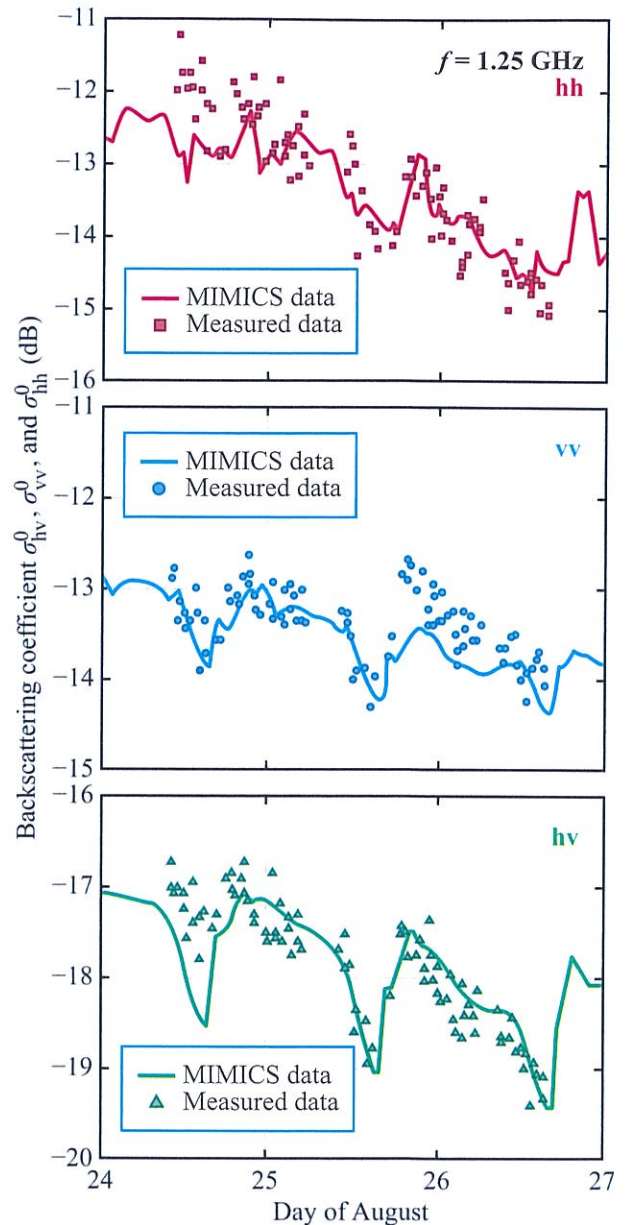 Backscattering coefficient σ⁰hv, σ⁰vv, and σ⁰hh (dB)
−11
−12
−13
−14
−15
−16
f = 1.25 GHz
hh
MIMICS data
Measured data
−11
−12
−13
−14
−15
vv
MIMICS data
Measured data
−16
−17
−18
−19
−20
hv
MIMICS data
Measured data
24
25
26
27
Day of August